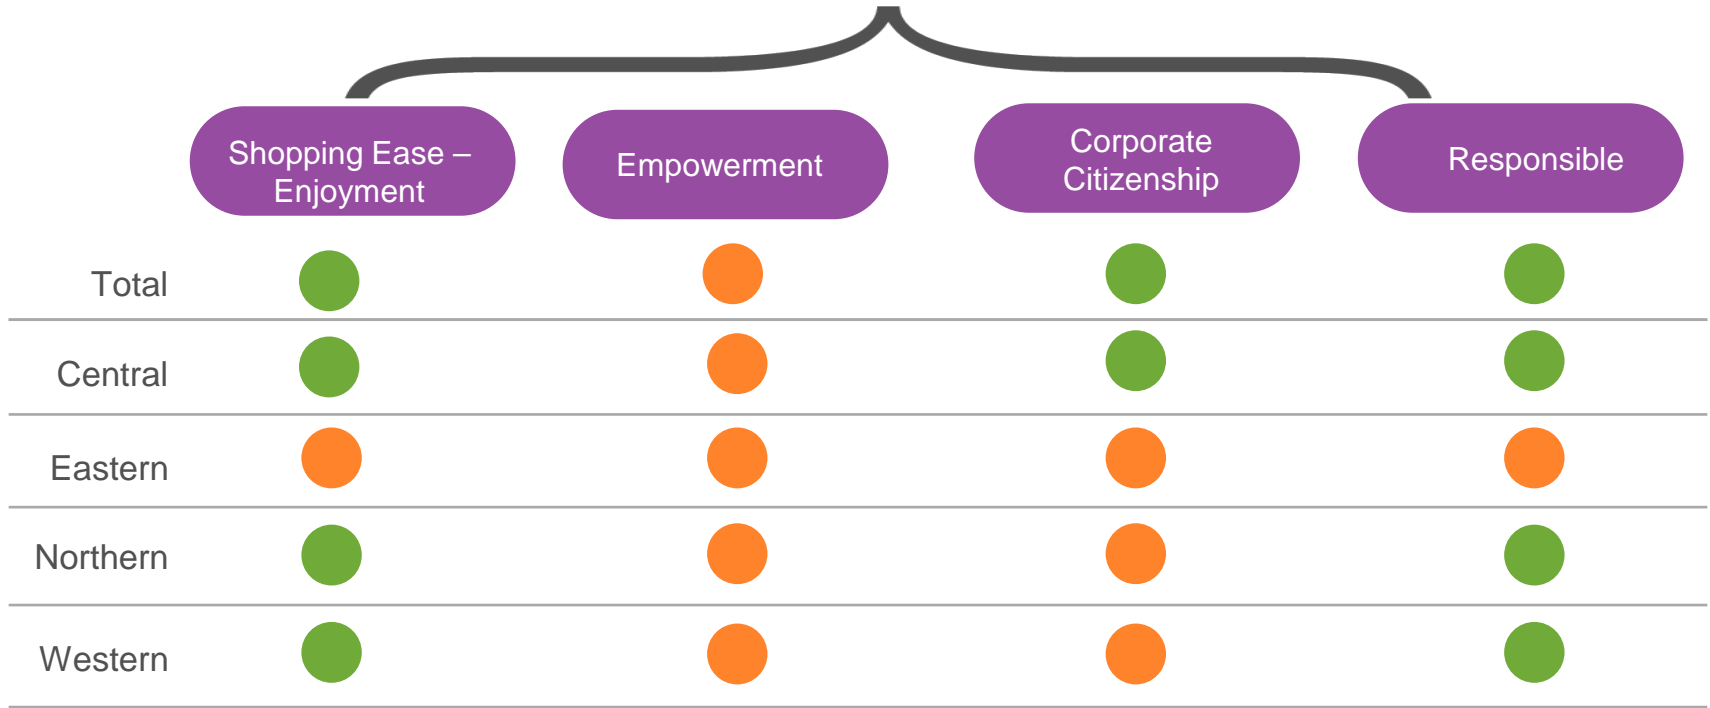 Shopping Ease –
Enjoyment
Empowerment
Corporate
Citizenship
Responsible
Total
Central
Eastern
Northern
Western